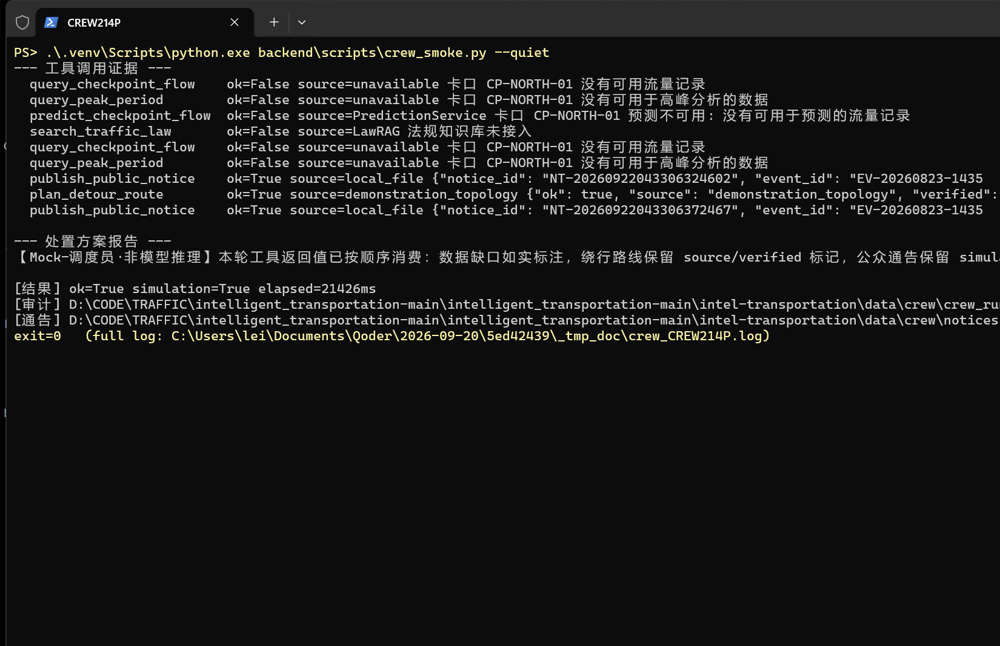 CREW214P
PS> .\.venv\Scripts\python.exe backend\scripts\crew_smoke.py --quiet
--- 工具调用证据 ---
query_checkpoint_flow    ok=False source=unavailable 卡口 CP-NORTH-01 没有可用流量记录
query_peak_period        ok=False source=unavailable 卡口 CP-NORTH-01 没有可用于高峰分析的数据
predict_checkpoint_flow  ok=False source=PredictionService 卡口 CP-NORTH-01 预测不可用: 没有可用于预测的流量记录
search_traffic_law       ok=False source=LawRAG 法规知识库未接入
query_checkpoint_flow    ok=False source=unavailable 卡口 CP-NORTH-01 没有可用流量记录
query_peak_period        ok=False source=unavailable 卡口 CP-NORTH-01 没有可用于高峰分析的数据
publish_public_notice    ok=True source=local_file {"notice_id": "NT-20260922043306324602", "event_id": "EV-20260823-1435
plan_detour_route        ok=True source=demonstration_topology {"ok": true, "source": "demonstration_topology", "verified":
publish_public_notice    ok=True source=local_file {"notice_id": "NT-20260922043306372467", "event_id": "EV-20260823-1435
--- 处置方案报告 ---
【Mock-调度员·非模型推理】本轮工具返回值已按顺序消费: 数据缺口如实标注, 绕行路线保留 source/verified 标记, 公众通告保留 simul
[结果] ok=True simulation=True elapsed=21426ms
[审计] D:\CODE\TRAFFIC\intelligent_transportation-main\intelligent_transportation-main\intel-transportation\data\crew\crew_ru
[通告] D:\CODE\TRAFFIC\intelligent_transportation-main\intelligent_transportation-main\intel-transportation\data\crew\notices
exit=0   (full log: C:\Users\lei\Documents\Qoder\2026-09-20\5ed42439\_tmp_doc\crew_CREW214P.log)